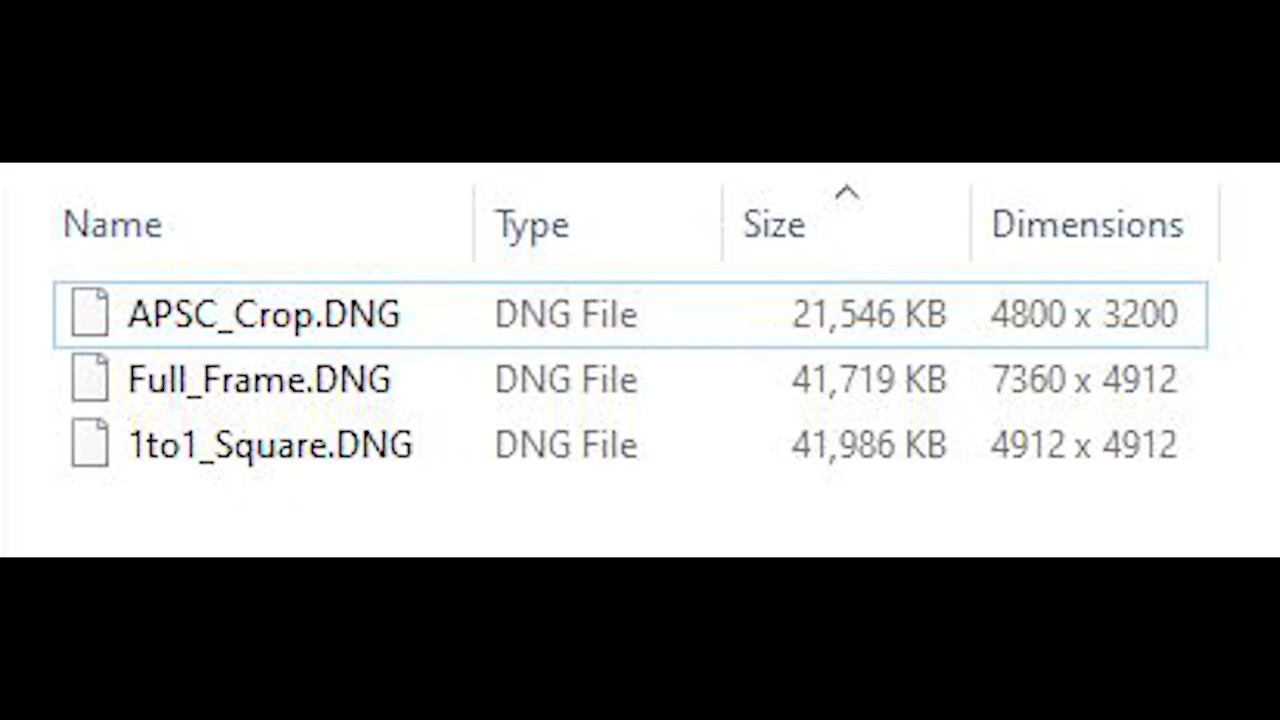 Name Type Size Dimensions
APSC_Crop.DNG DNG File 21,546 KB 4800 x 3200
Full_Frame.DNG DNG File 41,719 KB 7360 x 4912
1to1_Square.DNG DNG File 41,986 KB 4912 x 4912